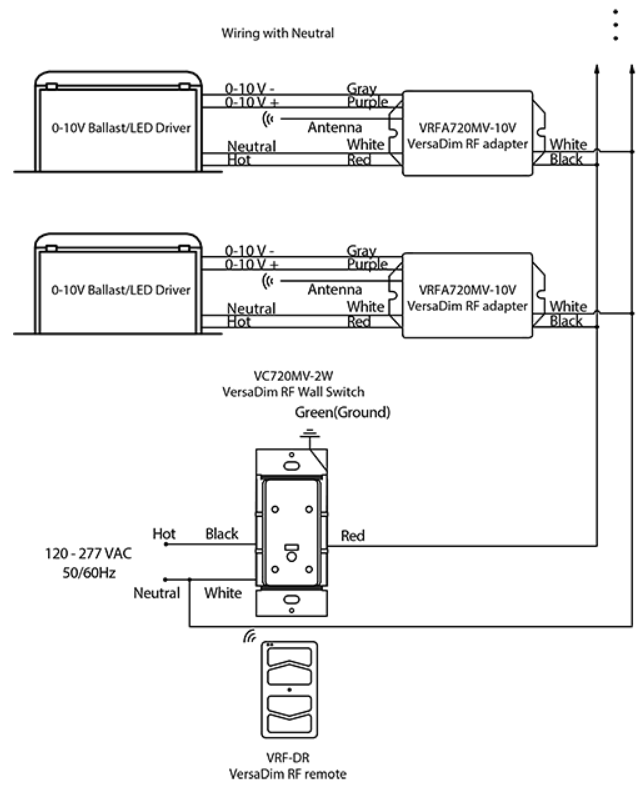 Wiring with Neutral
0-10 V - Gray
0-10 V + Purple
0-10V Ballast/LED Driver
Antenna
VRFA720MV-10V
VersaDim RF adapter
Neutral White
Hot Red
White
Black
0-10 V - Gray
0-10 V + Purple
0-10V Ballast/LED Driver
Antenna
VRFA720MV-10V
VersaDim RF adapter
Neutral White
Hot Red
White
Black
VC720MV-2W
VersaDim RF Wall Switch
Green(Ground)
Hot Black
Red
120 - 277 VAC
50/60Hz
Neutral White
VRF-DR
VersaDim RF remote